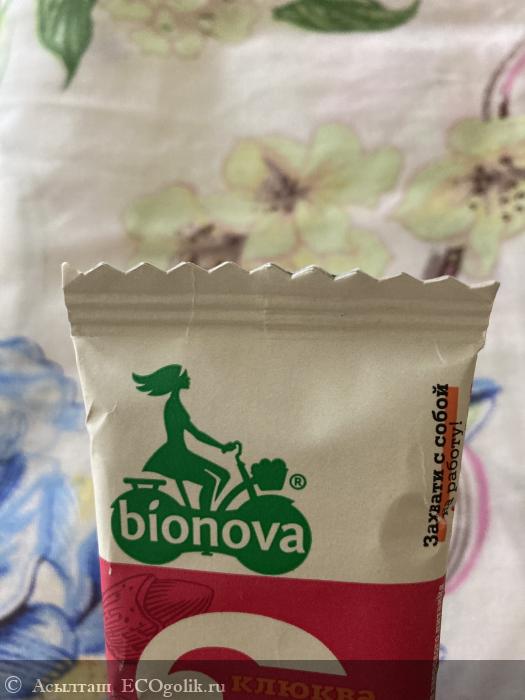 bionova®
Захвати с собой
на работу!
клюква
© Асылташ, ECOgolik.ru